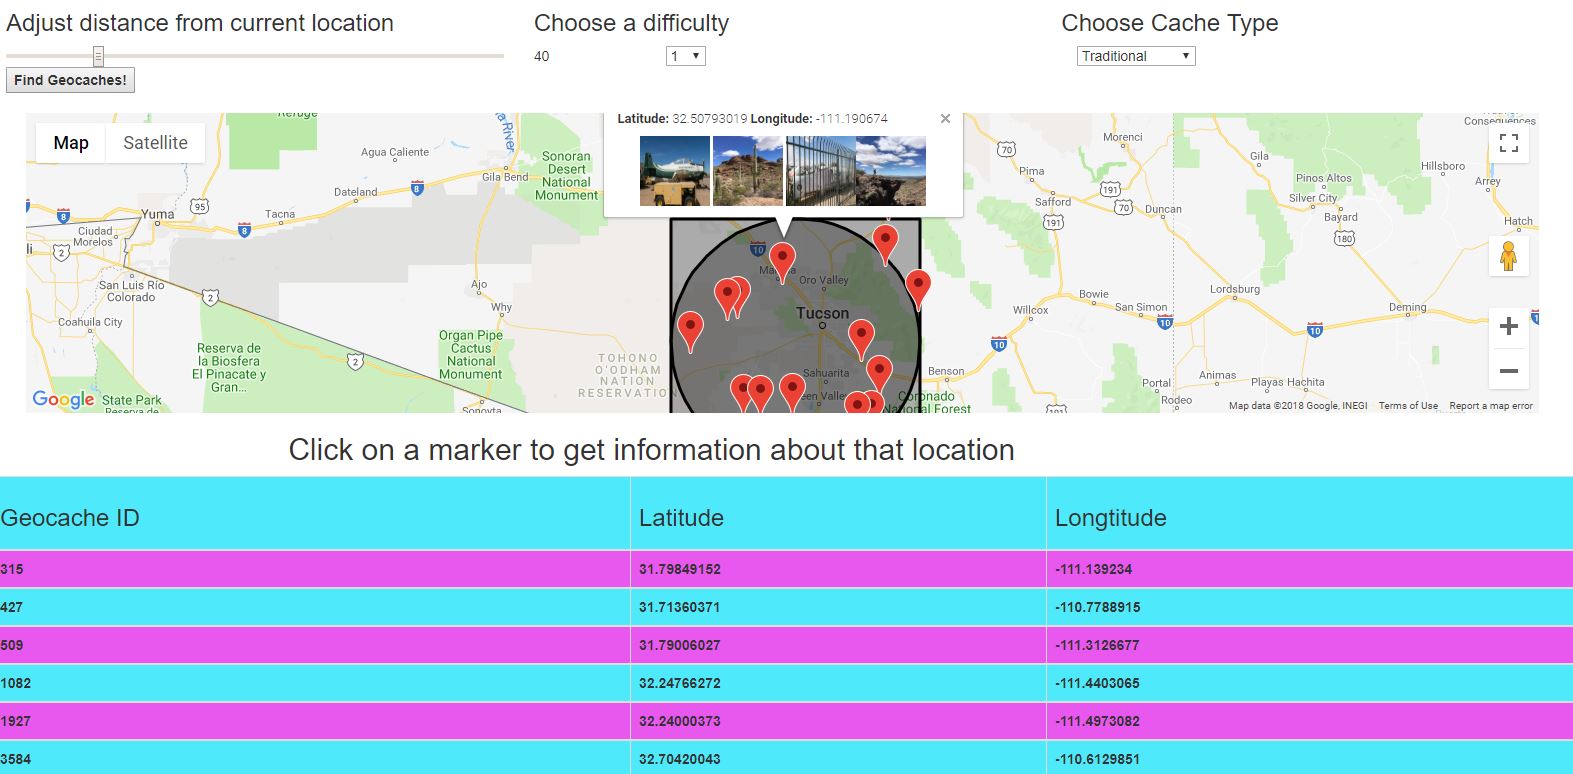 Adjust distance from current location
Choose a difficulty
Choose Cache Type
40
1
Traditional
Find Geocaches!
Latitude: 32.50793019 Longitude: -111.190674
Map
Satellite
Refuge
Agua Caliente
Gila Bend
Dateland
Sonoran
Desert
National
Monument
8
8
8
95
Yuma
Tacna
Ciudad
Morelos
2
San Luis Río
Colorado
2
Coahuila City
Ajo
Why
Organ Pipe
Cactus
National
Monument
Reserva de
la Biosfera
El Pinacate y
Gran...
2
TOHONO
O'ODHAM
NATION
RESERVATION
State Park
Sonoyta
10
Oro Valley
Tucson
Sahuarita
Benson
Coronado
National Forest
Willcox
Bowie
San Simon
10
10
10
Lordsburg
Deming
70
Morenci
Pima
Safford
191
70
191
Duncan
Gila
Pinos Altos
Silver City
Bayard
180
Consequences
Hillsboro
Arrey
Hatch
Portal
Rodeo
Animas
Playas
Hachita
191
Google
Map data ©2018 Google, INEGI
Terms of Use
Report a map error
Click on a marker to get information about that location
Geocache ID Latitude Longtitude
315 31.79849152 -111.139234
427 31.71360371 -110.7788915
509 31.79006027 -111.3126677
1082 32.24766272 -111.4403065
1927 32.24000373 -111.4973082
3584 32.70420043 -110.6129851